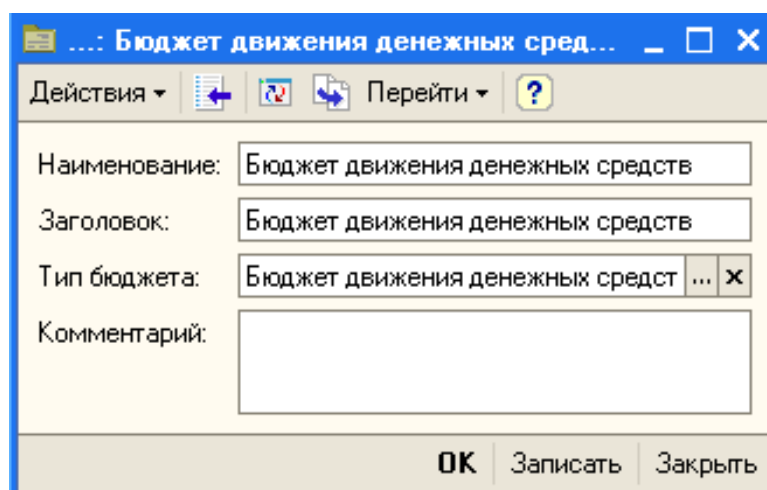 ...: Бюджет движения денежных сред...
Действия Перейти ?
Наименование: Бюджет движения денежных средств
Заголовок: Бюджет движения денежных средств
Тип бюджета: Бюджет движения денежных средст ... x
Комментарий:
OK Записать Закрыть